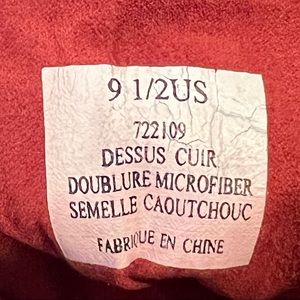 9 1/2US
722109
DESSUS CUIR
DOUBLURE MICROFIBER
SEMELLE CAOUTCHOUC
FABRIQUE EN CHINE